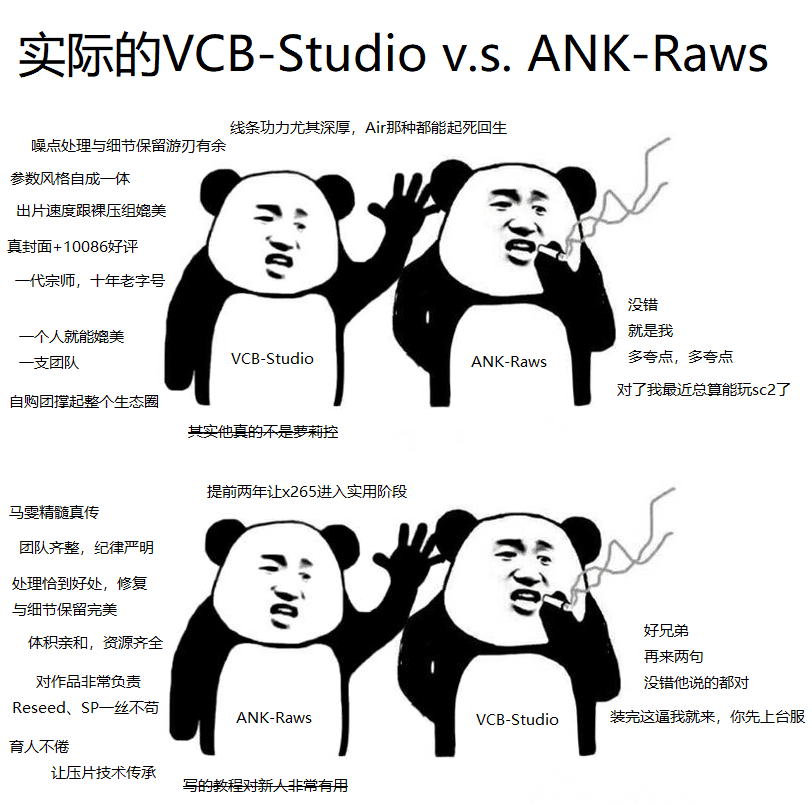 实际的VCB-Studio v.s. ANK-Raws
线条功力尤其深厚，Air那种都能起死回生
噪点处理与细节保留游刃有余
参数风格自成一体
出片速度跟裸压组媲美
真封面+10086好评
一代宗师，十年老字号
一个人就能媲美
一支团队
自购团撑起整个生态圈
VCB-Studio
ANK-Raws
没错
就是我
多夸点，多夸点
对了我最近总算能玩sc2了
其实他真的不是萝莉控
提前两年让x265进入实用阶段
马雯精髓真传
团队齐整，纪律严明
处理恰到好处，修复
与细节保留完美
体积亲和，资源齐全
对作品非常负责
Reseed、SP一丝不苟
育人不倦
让压片技术传承
ANK-Raws
VCB-Studio
好兄弟
再来两句
没错他说的都对
装完这逼我就来，你先上台服
写的教程对新人非常有用